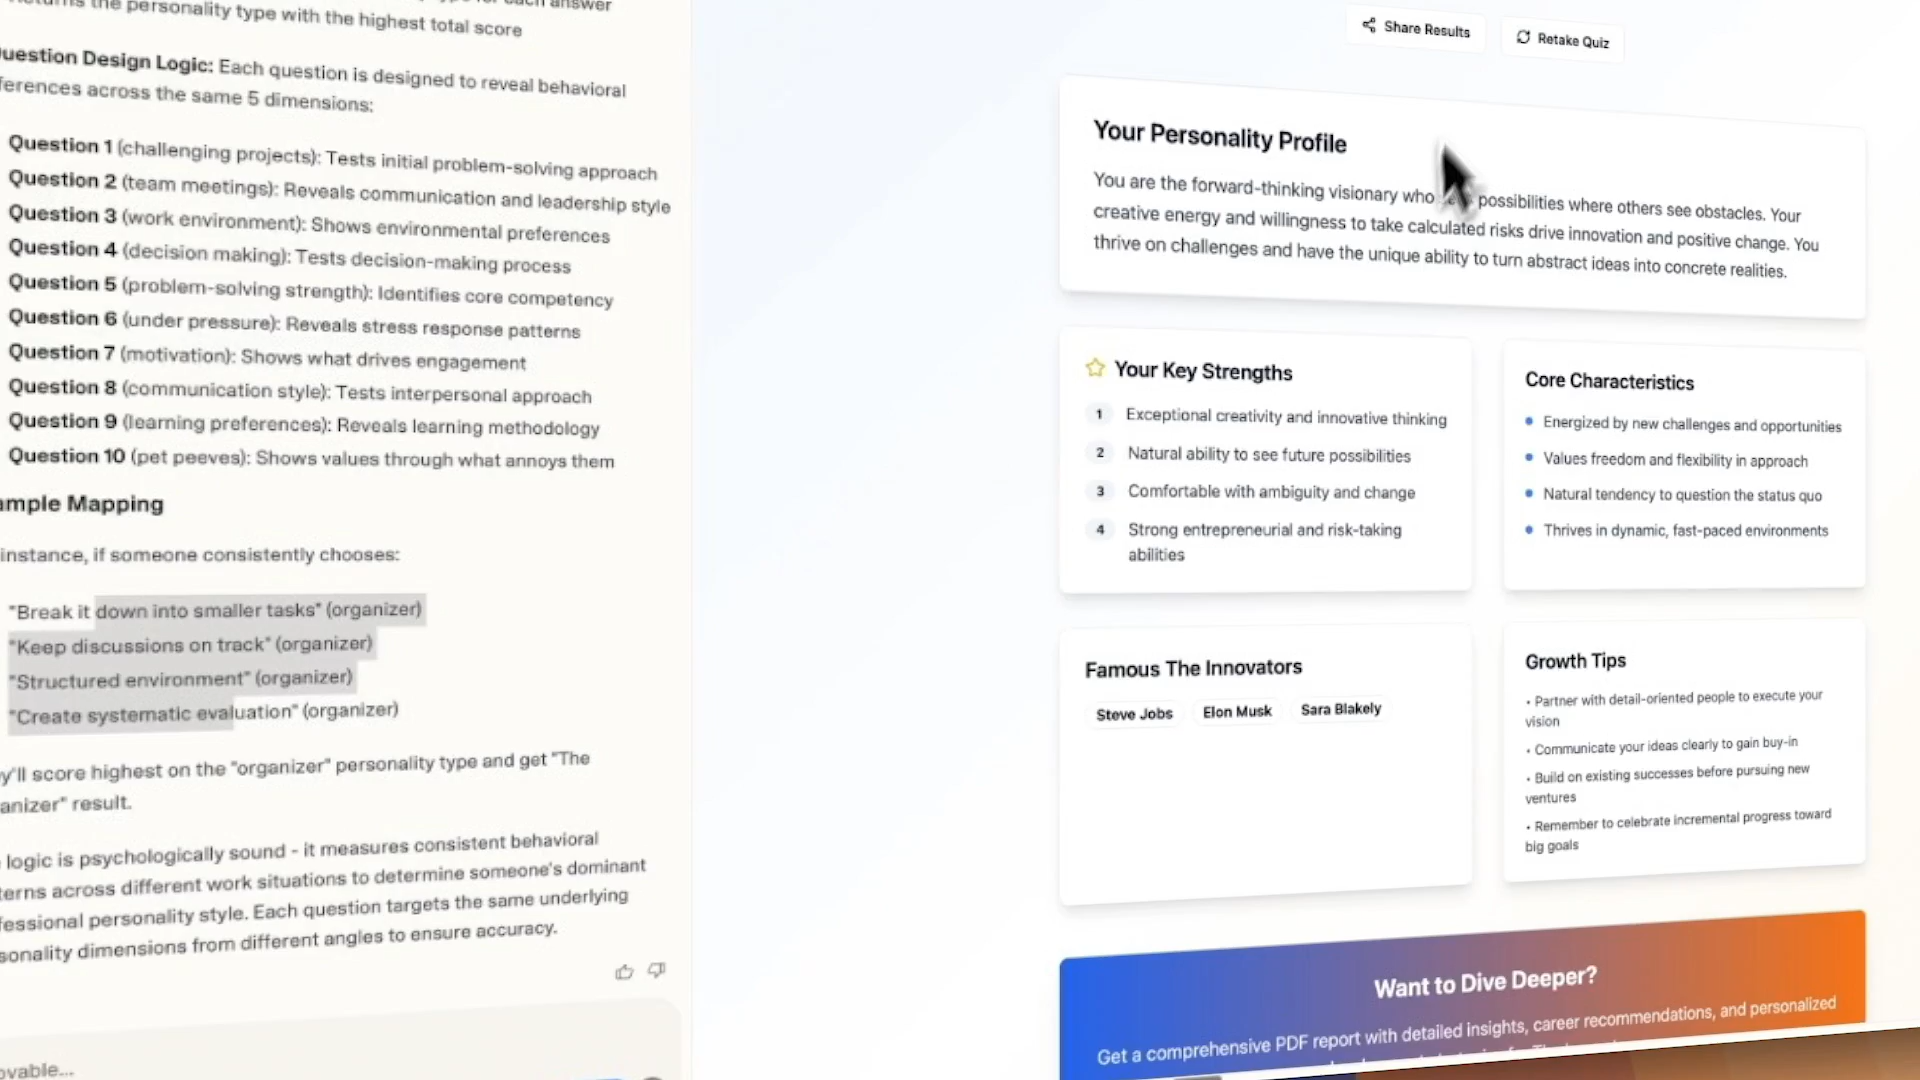 the personality type with the highest total score
uestion Design Logic: Each question is designed to reveal behavioral
ferences across the same 5 dimensions:
Question 1 (challenging projects): Tests initial problem-solving approach
Question 2 (team meetings): Reveals communication and leadership style
Question 3 (work environment): Shows environmental preferences
Question 4 (decision making): Tests decision-making process
Question 5 (problem-solving strength): Identifies core competency
Question 6 (under pressure): Reveals stress response patterns
Question 7 (motivation): Shows what drives engagement
Question 8 (communication style): Tests interpersonal approach
Question 9 (learning preferences): Reveals learning methodology
Question 10 (pet peeves): Shows values through what annoys them
ample Mapping
instance, if someone consistently chooses:
"Break it down into smaller tasks" (organizer)
"Keep discussions on track" (organizer)
"Structured environment" (organizer)
"Create systematic evaluation" (organizer)
y'll score highest on the "organizer" personality type and get "The
anizer" result.
logic is psychologically sound - it measures consistent behavioral
terns across different work situations to determine someone's dominant
fessional personality style. Each question targets the same underlying
sonality dimensions from different angles to ensure accuracy.
ovable...
Share Results
Retake Quiz
Your Personality Profile
You are the forward-thinking visionary who possibilities where others see obstacles. Your
creative energy and willingness to take calculated risks drive innovation and positive change. You
thrive on challenges and have the unique ability to turn abstract ideas into concrete realities.
Your Key Strengths
1 Exceptional creativity and innovative thinking
2 Natural ability to see future possibilities
3 Comfortable with ambiguity and change
4 Strong entrepreneurial and risk-taking
abilities
Core Characteristics
• Energized by new challenges and opportunities
• Values freedom and flexibility in approach
• Natural tendency to question the status quo
• Thrives in dynamic, fast-paced environments
Famous The Innovators
Steve Jobs Elon Musk Sara Blakely
Growth Tips
• Partner with detail-oriented people to execute your
vision
• Communicate your ideas clearly to gain buy-in
• Build on existing successes before pursuing new
ventures
• Remember to celebrate incremental progress toward
big goals
Want to Dive Deeper?
Get a comprehensive PDF report with detailed insights, career recommendations, and personalized